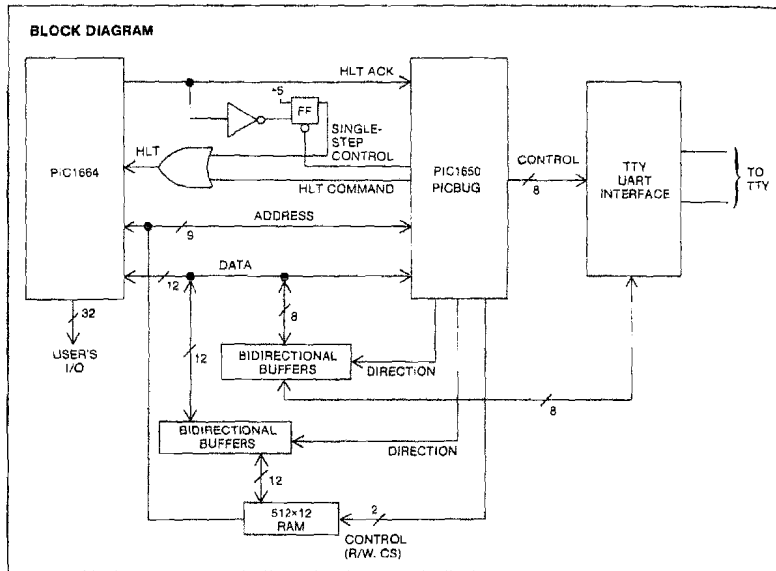 BLOCK DIAGRAM
PIC1664
HLT ACK
+5
FF
SINGLE-
STEP
CONTROL
HLT
HLT COMMAND
ADDRESS
9
DATA
12
8
12
32
USER'S
I/O
PIC1650
PICBUG
CONTROL
8
TTY
UART
INTERFACE
TO
TTY
BIDIRECTIONAL
BUFFERS
DIRECTION
8
BIDIRECTIONAL
BUFFERS
DIRECTION
12
512×12
RAM
2
CONTROL
(R/W, CS)